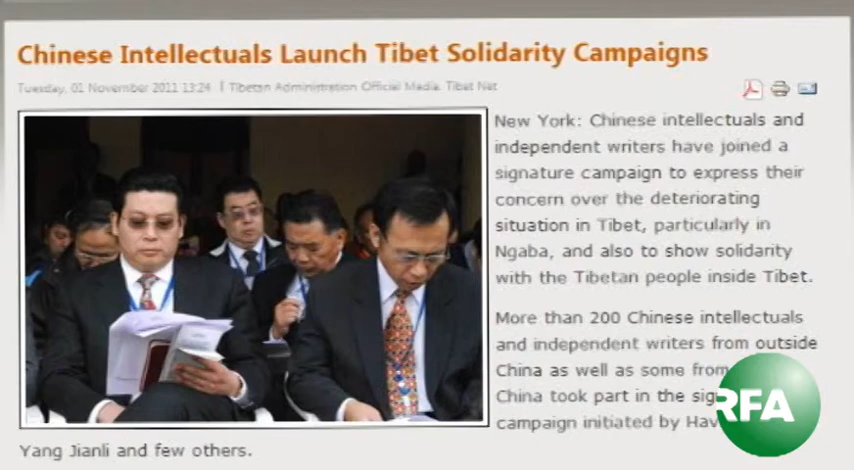 Chinese Intellectuals Launch Tibet Solidarity Campaigns
Tuesday, 01 November 2011 13:24 | Tibetan Administration Official Media, Tibet Net
New York: Chinese intellectuals and
independent writers have joined a
signature campaign to express their
concern over the deteriorating
situation in Tibet, particularly in
Ngaba, and also to show solidarity
with the Tibetan people inside Tibet.
More than 200 Chinese intellectuals
and independent writers from outside
China as well as some from
China took part in the sig
campaign initiated by Hav
Yang Jianli and few others.
RFA